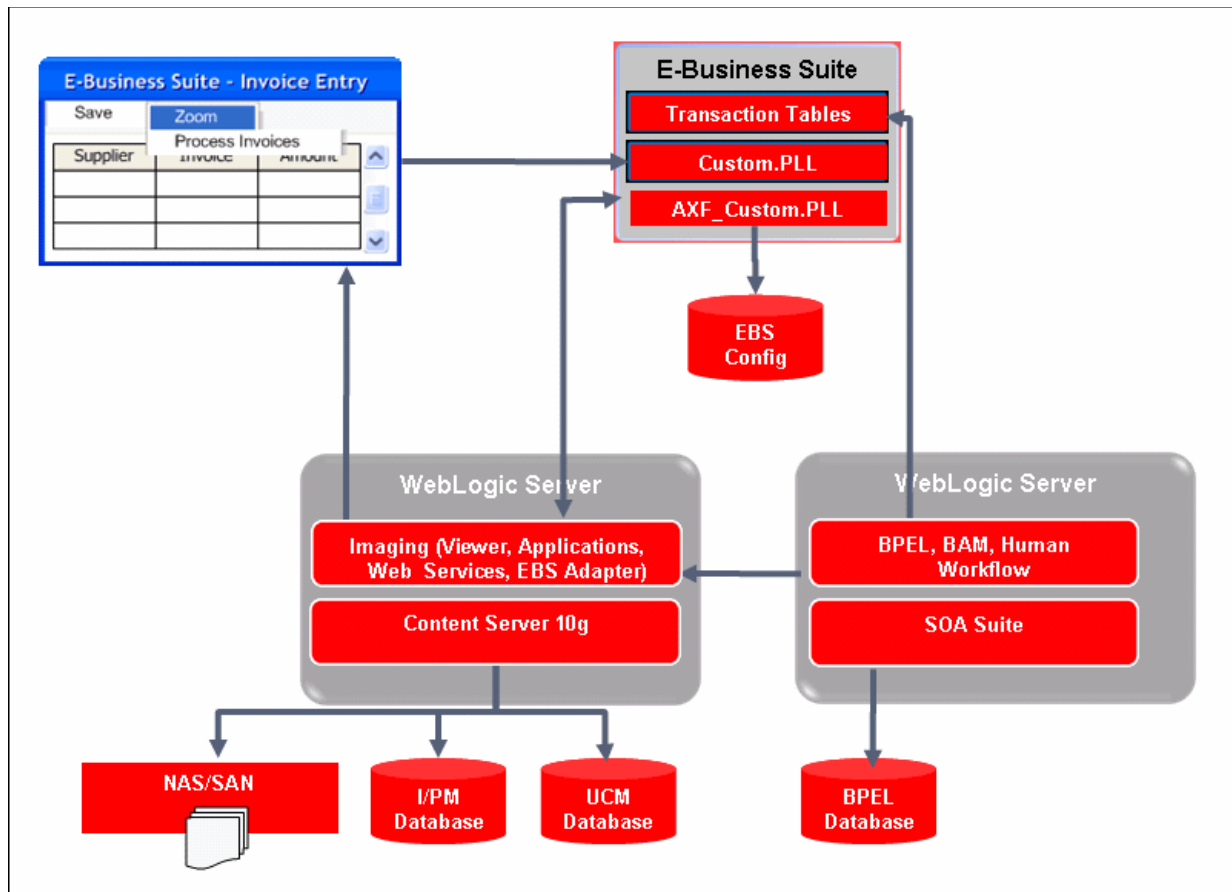 E-Business Suite - Invoice Entry
Save
Zoom
Process Invoices
Supplier
Invoice
Amount
E-Business Suite
Transaction Tables
Custom.PLL
AXF_Custom.PLL
EBS
Config
WebLogic Server
Imaging (Viewer, Applications,
Web Services, EBS Adapter)
Content Server 10g
WebLogic Server
BPEL, BAM, Human
Workflow
SOA Suite
NAS/SAN
I/PM
Database
UCM
Database
BPEL
Database